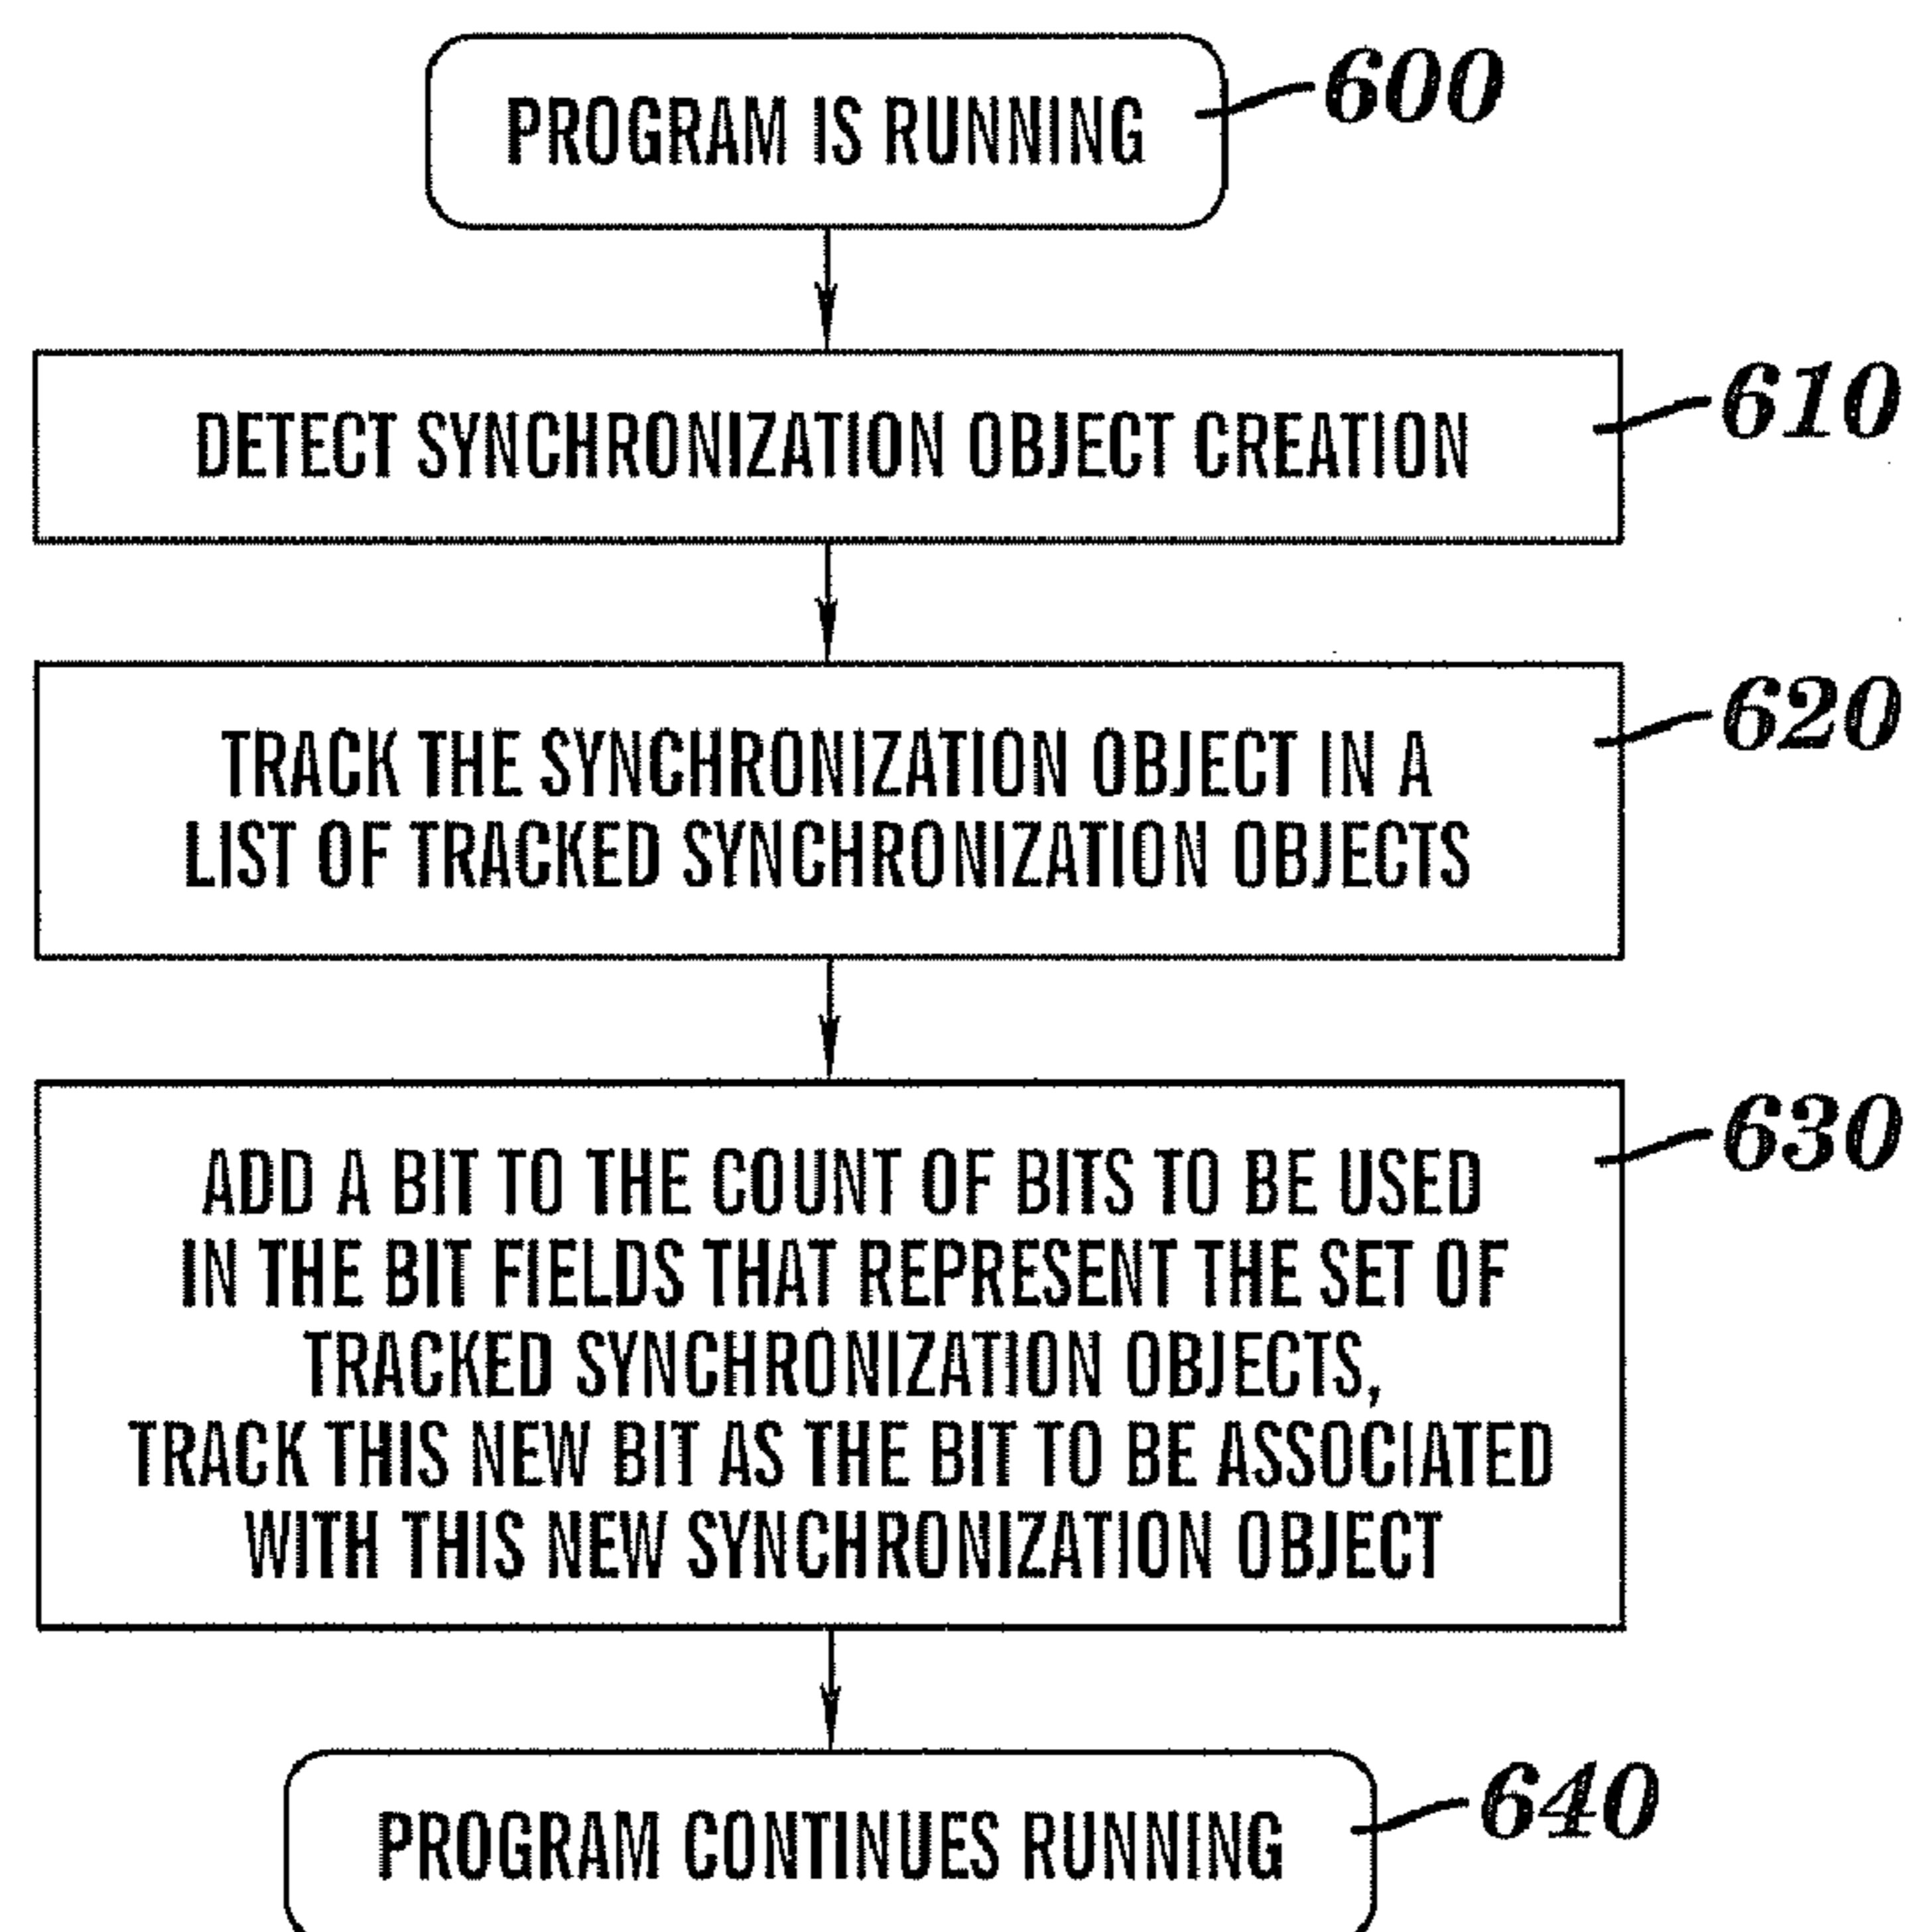 PROGRAM IS RUNNING
600
DETECT SYNCHRONIZATION OBJECT CREATION
610
TRACK THE SYNCHRONIZATION OBJECT IN A
LIST OF TRACKED SYNCHRONIZATION OBJECTS
620
ADD A BIT TO THE COUNT OF BITS TO BE USED
IN THE BIT FIELDS THAT REPRESENT THE SET OF
TRACKED SYNCHRONIZATION OBJECTS,
TRACK THIS NEW BIT AS THE BIT TO BE ASSOCIATED
WITH THIS NEW SYNCHRONIZATION OBJECT
630
PROGRAM CONTINUES RUNNING
640